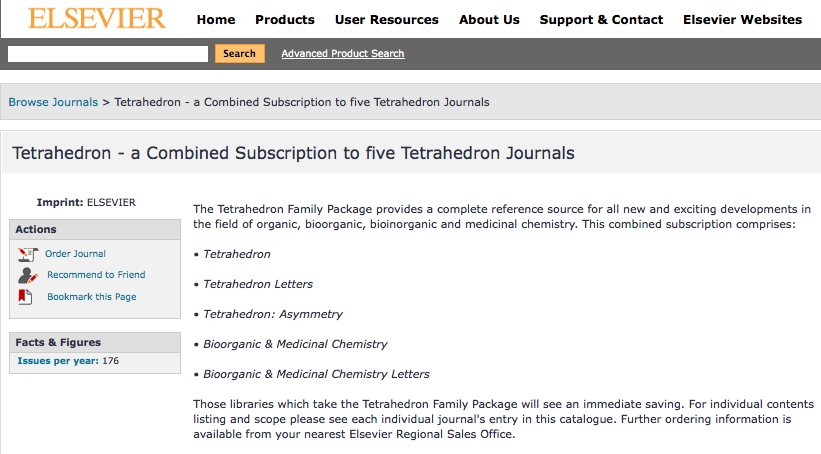 ELSEVIER
Home Products User Resources About Us Support & Contact Elsevier Websites
Search Advanced Product Search
Browse Journals > Tetrahedron - a Combined Subscription to five Tetrahedron Journals
Tetrahedron - a Combined Subscription to five Tetrahedron Journals
Imprint: ELSEVIER
Actions
Order Journal
Recommend to Friend
Bookmark this Page
Facts & Figures
Issues per year: 176
The Tetrahedron Family Package provides a complete reference source for all new and exciting developments in
the field of organic, bioorganic, bioinorganic and medicinal chemistry. This combined subscription comprises:
• Tetrahedron
• Tetrahedron Letters
• Tetrahedron: Asymmetry
• Bioorganic & Medicinal Chemistry
• Bioorganic & Medicinal Chemistry Letters
Those libraries which take the Tetrahedron Family Package will see an immediate saving. For individual contents
listing and scope please see each individual journal's entry in this catalogue. Further ordering information is
available from your nearest Elsevier Regional Sales Office.